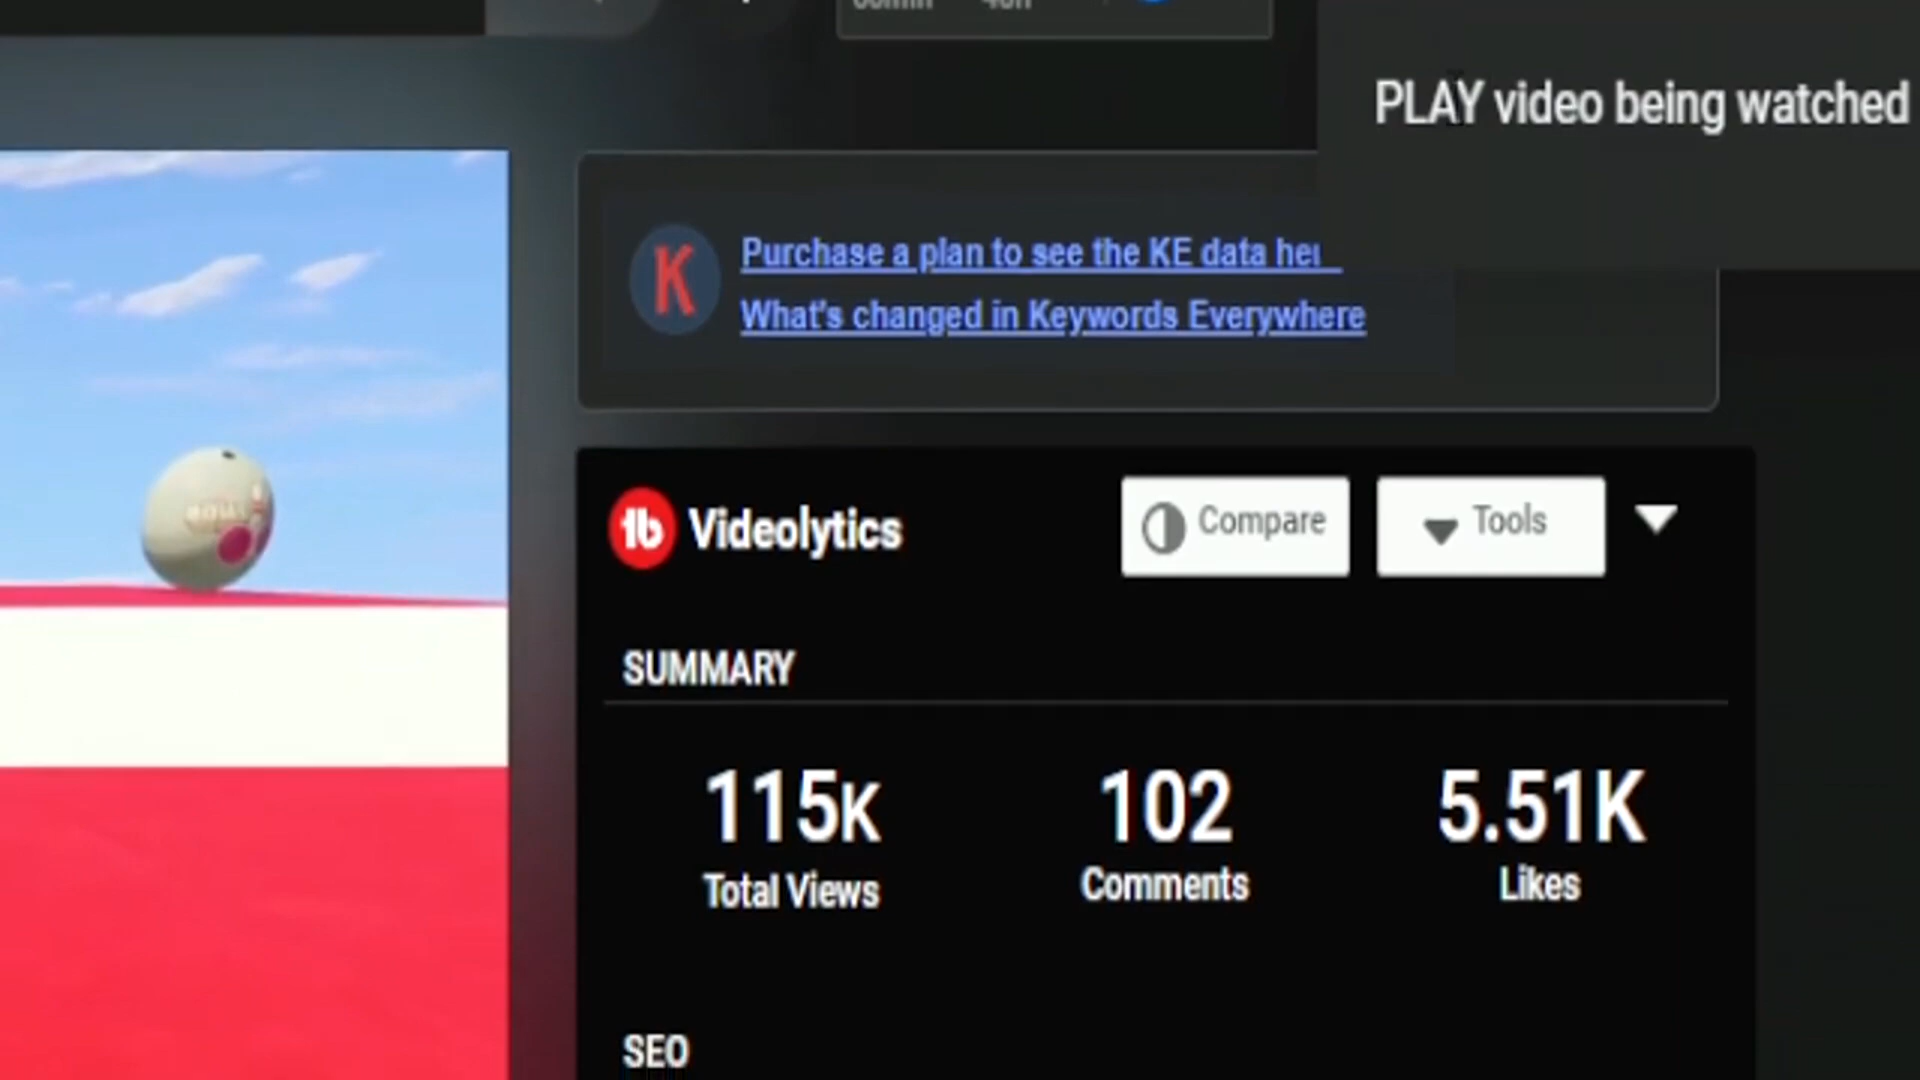 PLAY video being watched
Purchase a plan to see the KE data
What's changed in Keywords Everywhere
K
tb Videolytics
Compare
Tools
SUMMARY
115K
102
5.51K
Total Views
Comments
Likes
SEO